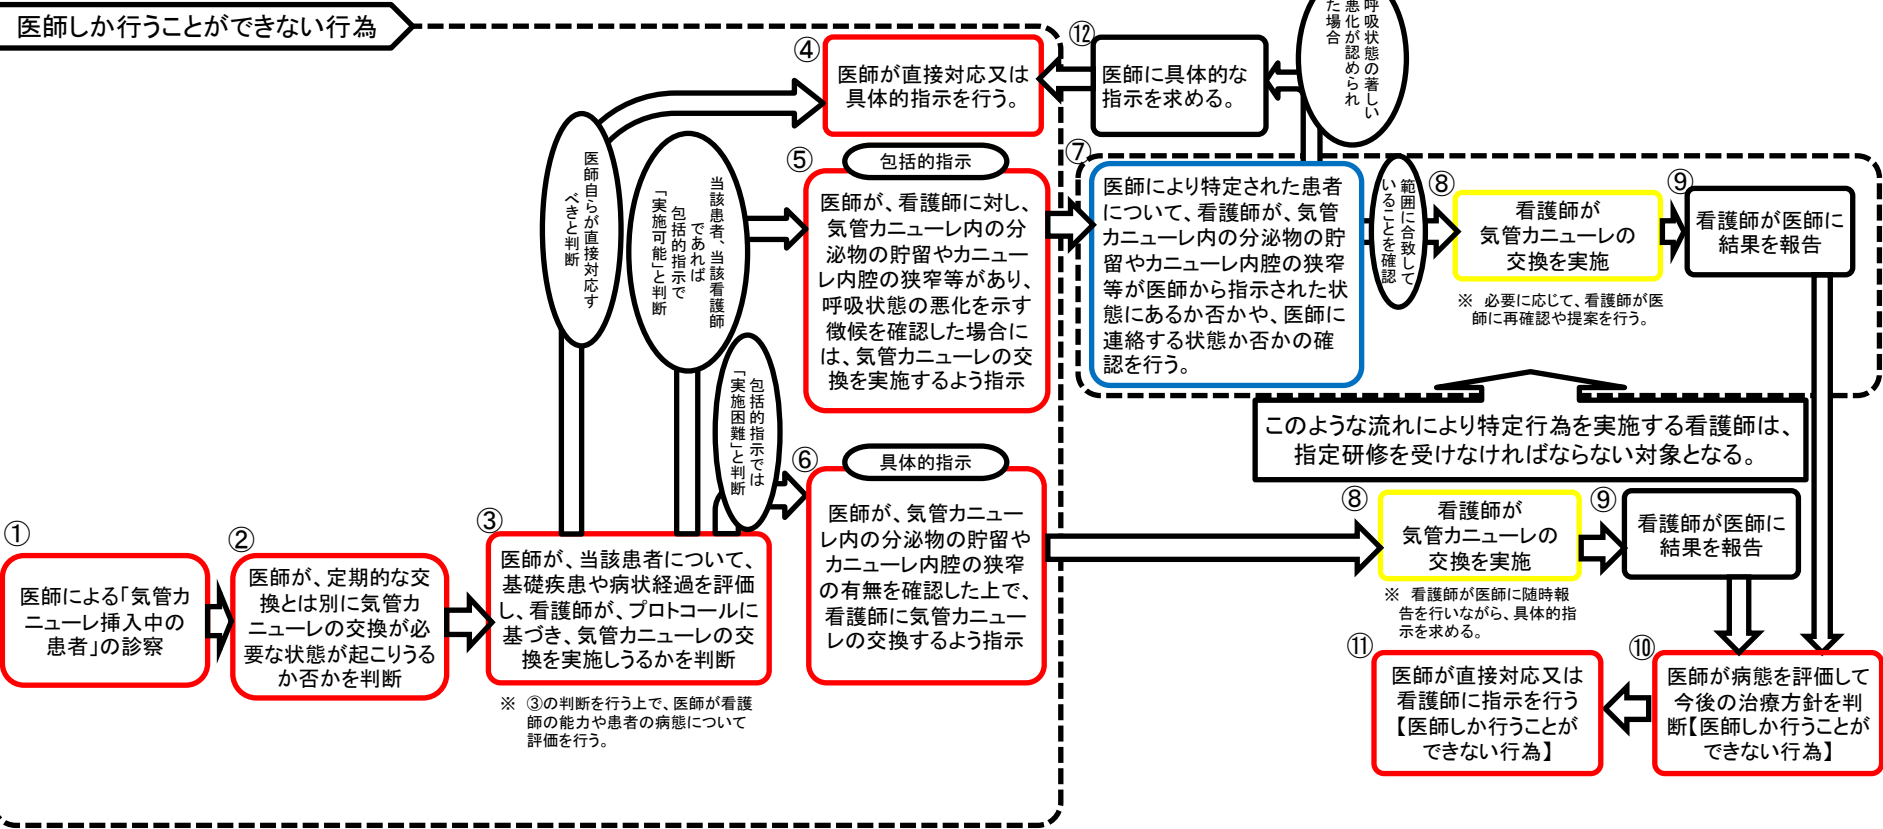 医師しか行うことができない行為
①
医師による「気管カ
ニューレ挿入中の
患者」の診察
②
医師が、定期的な交
換とは別に気管カ
ニューレの交換が必
要な状態が起こりうる
か否かを判断
③
医師が、当該患者について、
基礎疾患や病状経過を評価
し、看護師が、プロトコールに
基づき、気管カニューレの交
換を実施しうるかを判断
※ ③の判断を行う上で、医師が看護
師の能力や患者の病態について
評価を行う。
医師自らが直接対応す
べきと判断
当該患者、当該看護師
であれば
包括的指示で
「実施可能」と判断
包括的指示では
「実施困難」と判断
④
医師が直接対応又は
具体的指示を行う。
⑤
包括的指示
医師が、看護師に対し、
気管カニューレ内の分
泌物の貯留やカニュー
レ内腔の狭窄等があり、
呼吸状態の悪化を示す
徴候を確認した場合に
は、気管カニューレの交
換を実施するよう指示
⑥
具体的指示
医師が、気管カニュー
レ内の分泌物の貯留や
カニューレ内腔の狭窄
の有無を確認した上で、
看護師に気管カニュー
レの交換するよう指示
⑫
医師に具体的な
指示を求める。
呼吸状態の著しい
悪化が認められ
た場合
⑦
医師により特定された患者
について、看護師が、気管
カニューレ内の分泌物の貯
留やカニューレ内腔の狭窄
等が医師から指示された状
態にあるか否かや、医師に
連絡する状態か否かの確
認を行う。
範囲に合致して
いることを確認
⑧
看護師が
気管カニューレの
交換を実施
※ 必要に応じて、看護師が医
師に再確認や提案を行う。
⑨
看護師が医師に
結果を報告
このような流れにより特定行為を実施する看護師は、
指定研修を受けなければならない対象となる。
⑧
看護師が
気管カニューレの
交換を実施
※ 看護師が医師に随時報
告を行いながら、具体的指
示を求める。
⑨
看護師が医師に
結果を報告
⑩
医師が病態を評価して
今後の治療方針を判
断【医師しか行うことが
できない行為】
⑪
医師が直接対応又は
看護師に指示を行う
【医師しか行うことが
できない行為】